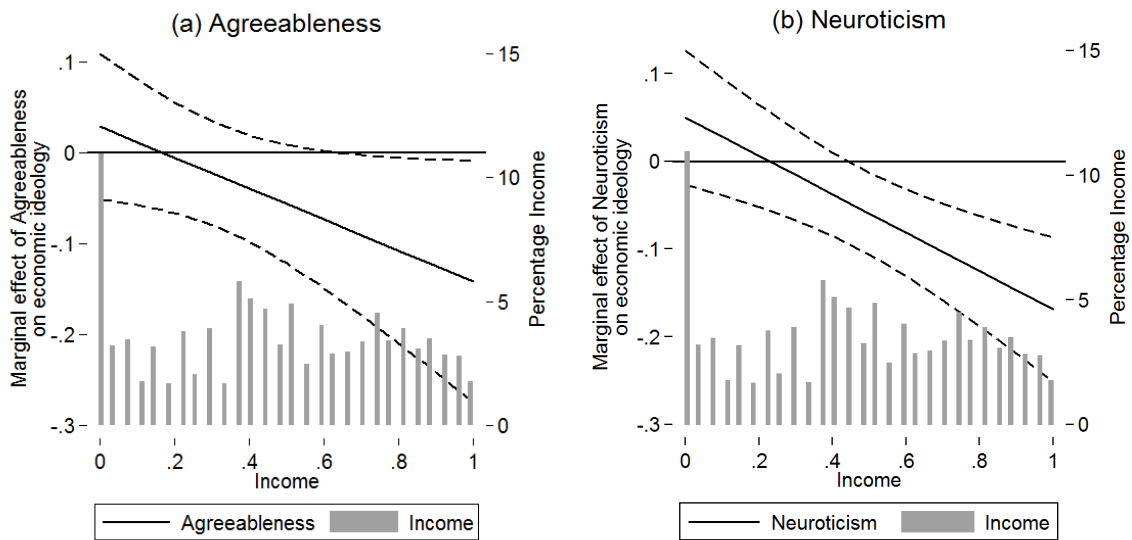 (a) Agreeableness
Marginal effect of Agreeableness
on economic ideology
.1
0
-.1
-.2
-.3
15
10
5
0
Percentage Income
0 .2 .4 .6 .8 1
Income
Agreeableness Income
(b) Neuroticism
Marginal effect of Neuroticism
on economic ideology
.1
0
-.1
-.2
-.3
15
10
5
0
Percentage Income
0 .2 .4 .6 .8 1
Income
Neuroticism Income